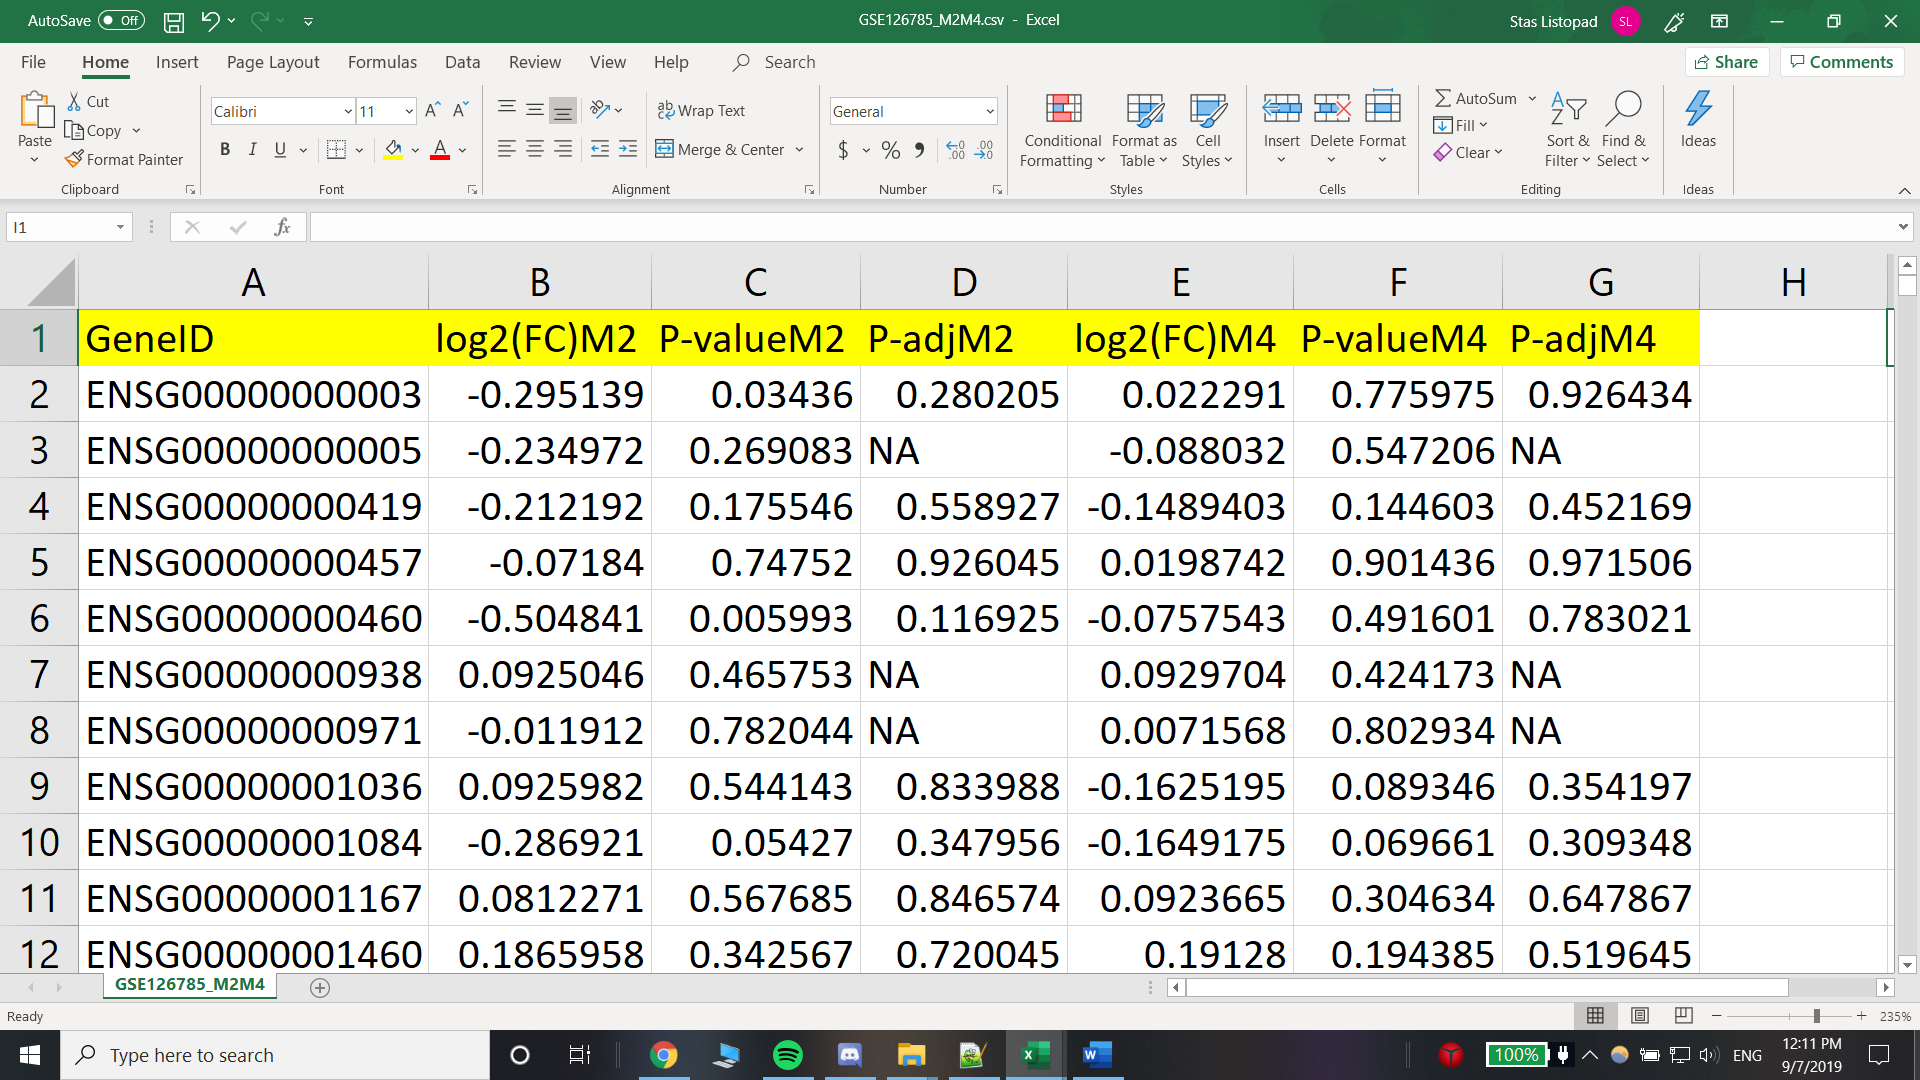 AutoSave Off GSE126785_M2M4.csv - Excel Stas Listopad SL
File Home Insert Page Layout Formulas Data Review View Help Search Share Comments
Paste
Cut
Copy
Format Painter
Clipboard
Calibri 11
B I U
Font
Wrap Text
Merge & Center
Alignment
General
$ % 9
Number
Conditional Formatting
Format as Table
Cell Styles
Styles
Insert Delete Format
Cells
AutoSum
Fill
Clear
Sort & Filter
Find & Select
Editing
Ideas
Ideas
I1 fx
A B C D E F G H
1 GeneID log2(FC)M2 P-valueM2 P-adjM2 log2(FC)M4 P-valueM4 P-adjM4
2 ENSG00000000003 -0.295139 0.03436 0.280205 0.022291 0.775975 0.926434
3 ENSG00000000005 -0.234972 0.269083 NA -0.088032 0.547206 NA
4 ENSG00000000419 -0.212192 0.175546 0.558927 -0.1489403 0.144603 0.452169
5 ENSG00000000457 -0.07184 0.74752 0.926045 0.0198742 0.901436 0.971506
6 ENSG00000000460 -0.504841 0.005993 0.116925 -0.0757543 0.491601 0.783021
7 ENSG00000000938 0.0925046 0.465753 NA 0.0929704 0.424173 NA
8 ENSG00000000971 -0.011912 0.782044 NA 0.0071568 0.802934 NA
9 ENSG00000001036 0.0925982 0.544143 0.833988 -0.1625195 0.089346 0.354197
10 ENSG00000001084 -0.286921 0.05427 0.347956 -0.1649175 0.069661 0.309348
11 ENSG00000001167 0.0812271 0.567685 0.846574 0.0923665 0.304634 0.647867
12 ENSG00000001460 0.1865958 0.342567 0.720045 0.19128 0.194385 0.519645
GSE126785_M2M4
Ready 235%
Type here to search 100% ENG 12:11 PM
9/7/2019